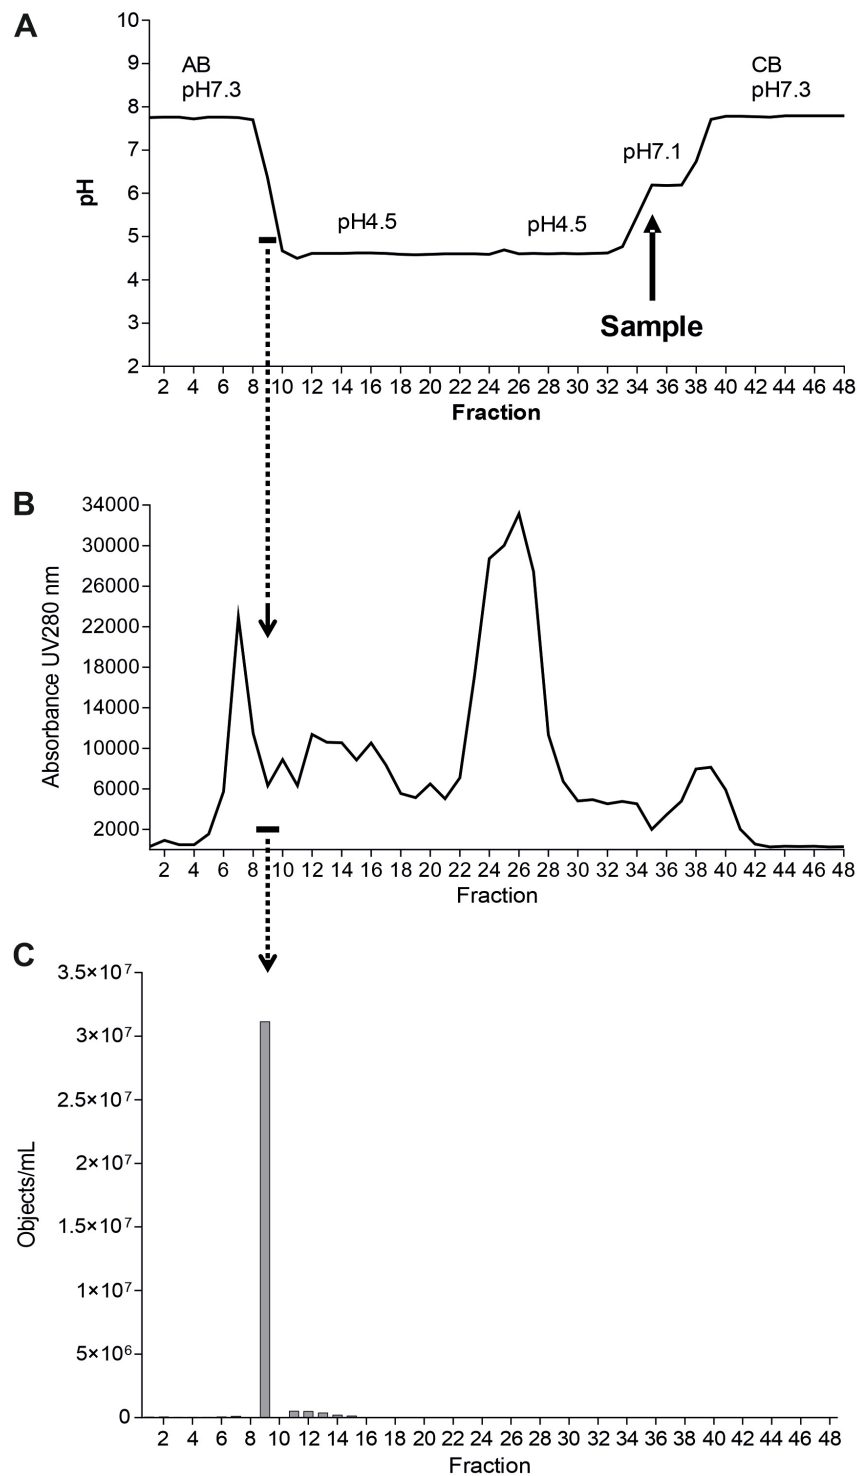 A
10
9
8
7
6
5
4
3
2
pH
AB
pH7.3
CB
pH7.3
pH7.1
pH4.5
pH4.5
Sample
2 4 6 8 10 12 14 16 18 20 22 24 26 28 30 32 34 36 38 40 42 44 46 48
Fraction
B
34000
30000
26000
22000
18000
14000
10000
6000
2000
Absorbance UV280 nm
2 4 6 8 10 12 14 16 18 20 22 24 26 28 30 32 34 36 38 40 42 44 46 48
Fraction
C
3.5×10⁷
3×10⁷
2.5×10⁷
2×10⁷
1.5×10⁷
1×10⁷
5×10⁶
0
Objects/mL
2 4 6 8 10 12 14 16 18 20 22 24 26 28 30 32 34 36 38 40 42 44 46 48
Fraction